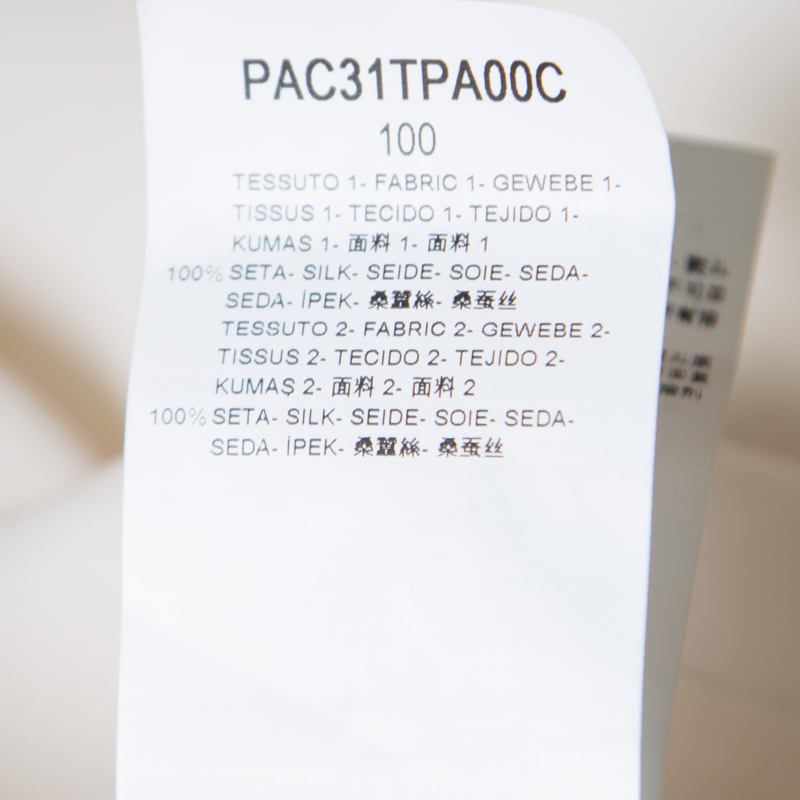 PAC31TPA00C
100
TESSUTO 1- FABRIC 1- GEWEBE 1-
TISSUS 1- TECIDO 1- TEJIDO 1-
KUMAS 1- 面料 1- 面料 1
100% SETA- SILK- SEIDE- SOIE- SEDA-
SEDA- İPEK- 桑蠶絲- 桑蚕丝
TESSUTO 2- FABRIC 2- GEWEBE 2-
TISSUS 2- TECIDO 2- TEJIDO 2-
KUMAŞ 2- 面料 2- 面料 2
100% SETA- SILK- SEIDE- SOIE- SEDA-
SEDA- İPEK- 桑蠶絲- 桑蚕丝